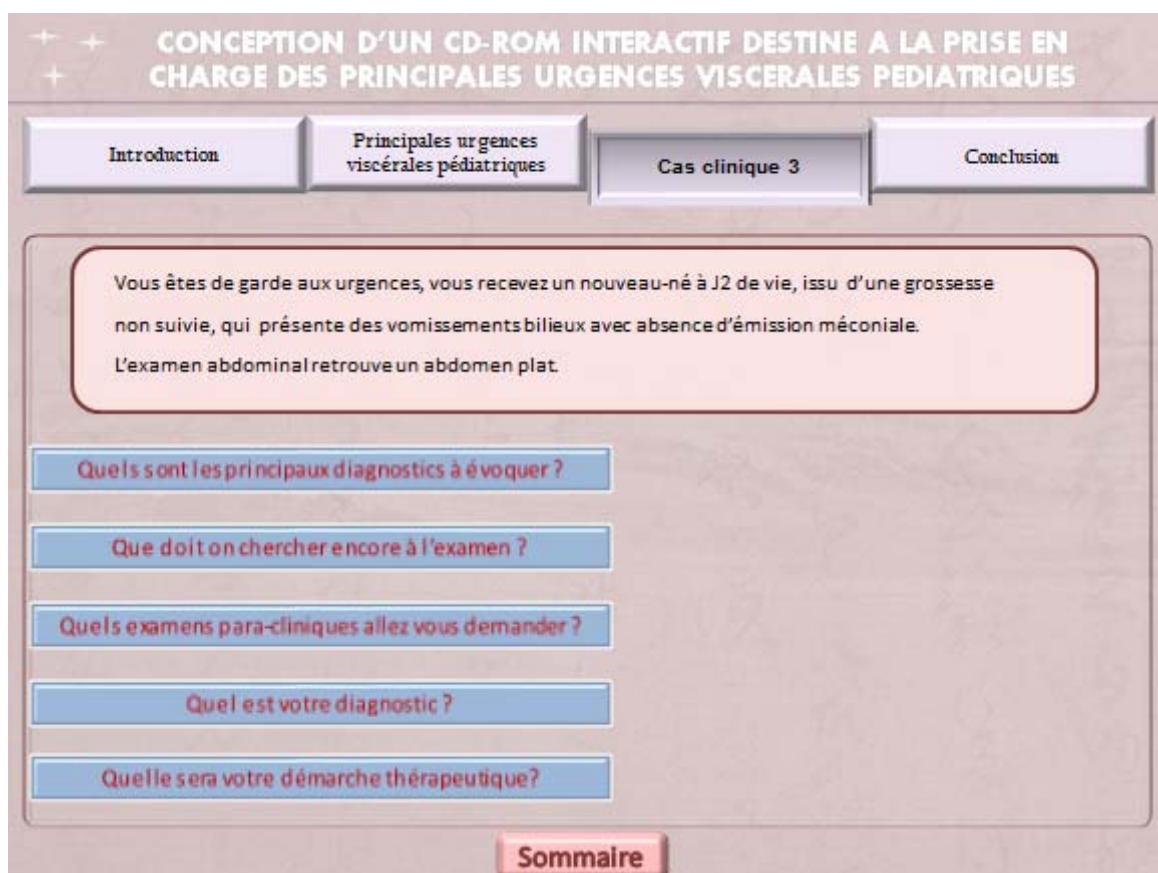 CONCEPTION D'UN CD-ROM INTERACTIF DESTINE A LA PRISE EN
CHARGE DES PRINCIPALES URGENCES VISCERALES PEDIATRIQUES
Introduction
Principales urgences
viscérales pédiatriques
Cas clinique 3
Conclusion
Vous êtes de garde aux urgences, vous recevez un nouveau-né à J2 de vie, issu d'une grossesse
non suivie, qui présente des vomissements bilieux avec absence d'émission méconiale.
L'examen abdominal retrouve un abdomen plat.
Quels sont les principaux diagnostics à évoquer ?
Que doit on chercher encore à l'examen ?
Quels examens para-cliniques allez vous demander ?
Quel est votre diagnostic ?
Quelle sera votre démarche thérapeutique?
Sommaire